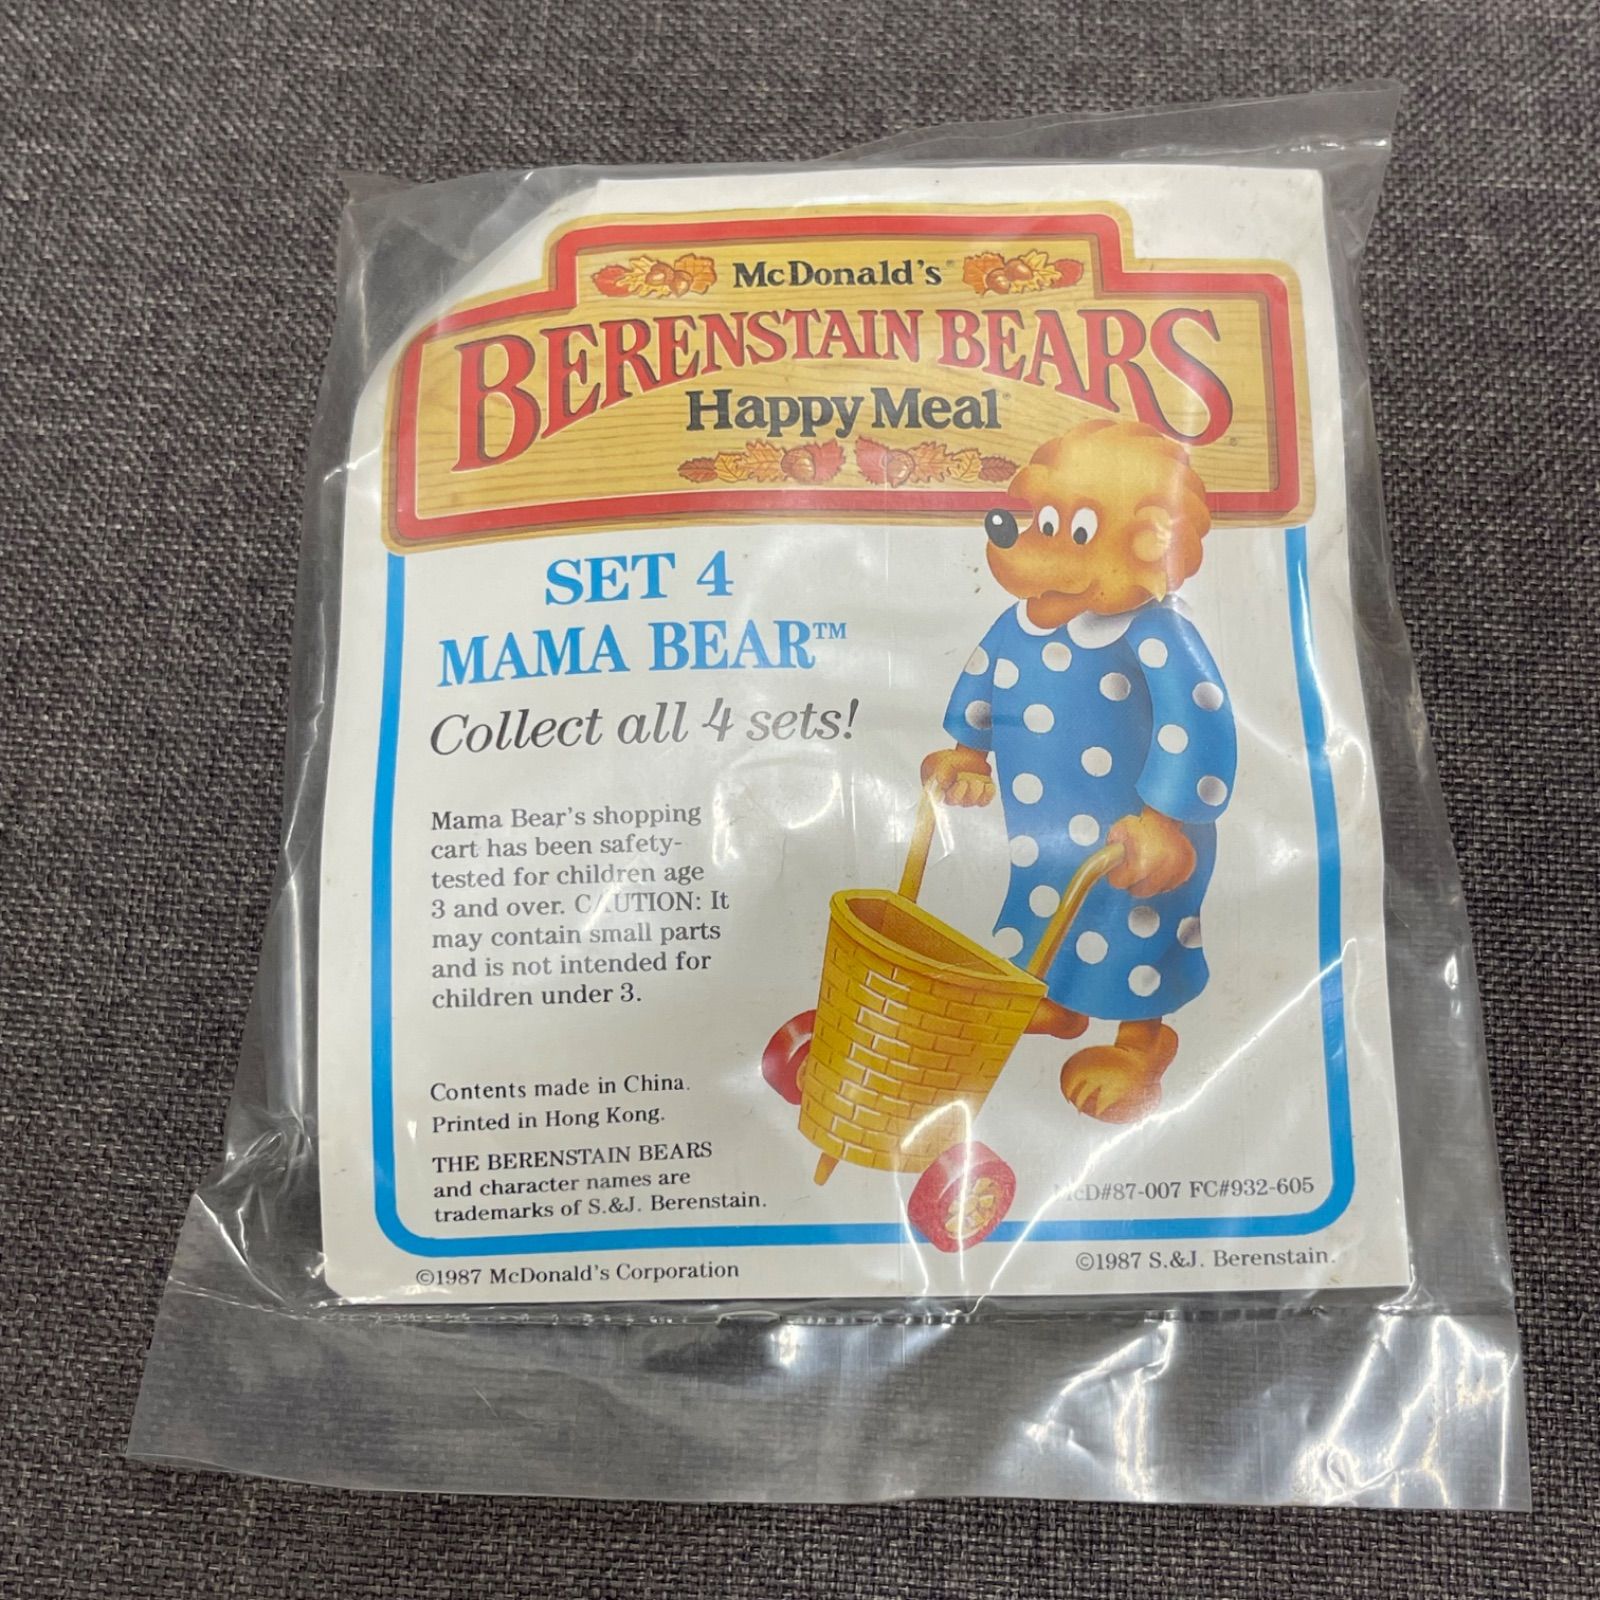 McDonald's®
BERENSTAIN BEARS®
Happy Meal®
SET 4
MAMA BEAR™
Collect all 4 sets!
Mama Bear's shopping
cart has been safety-
tested for children age
3 and over. CAUTION: It
may contain small parts
and is not intended for
children under 3.
Contents made in China.
Printed in Hong Kong.
THE BERENSTAIN BEARS
and character names are
trademarks of S.&J. Berenstain.
McD#87-007 FC#932-605
©1987 McDonald's Corporation
©1987 S.&J. Berenstain.